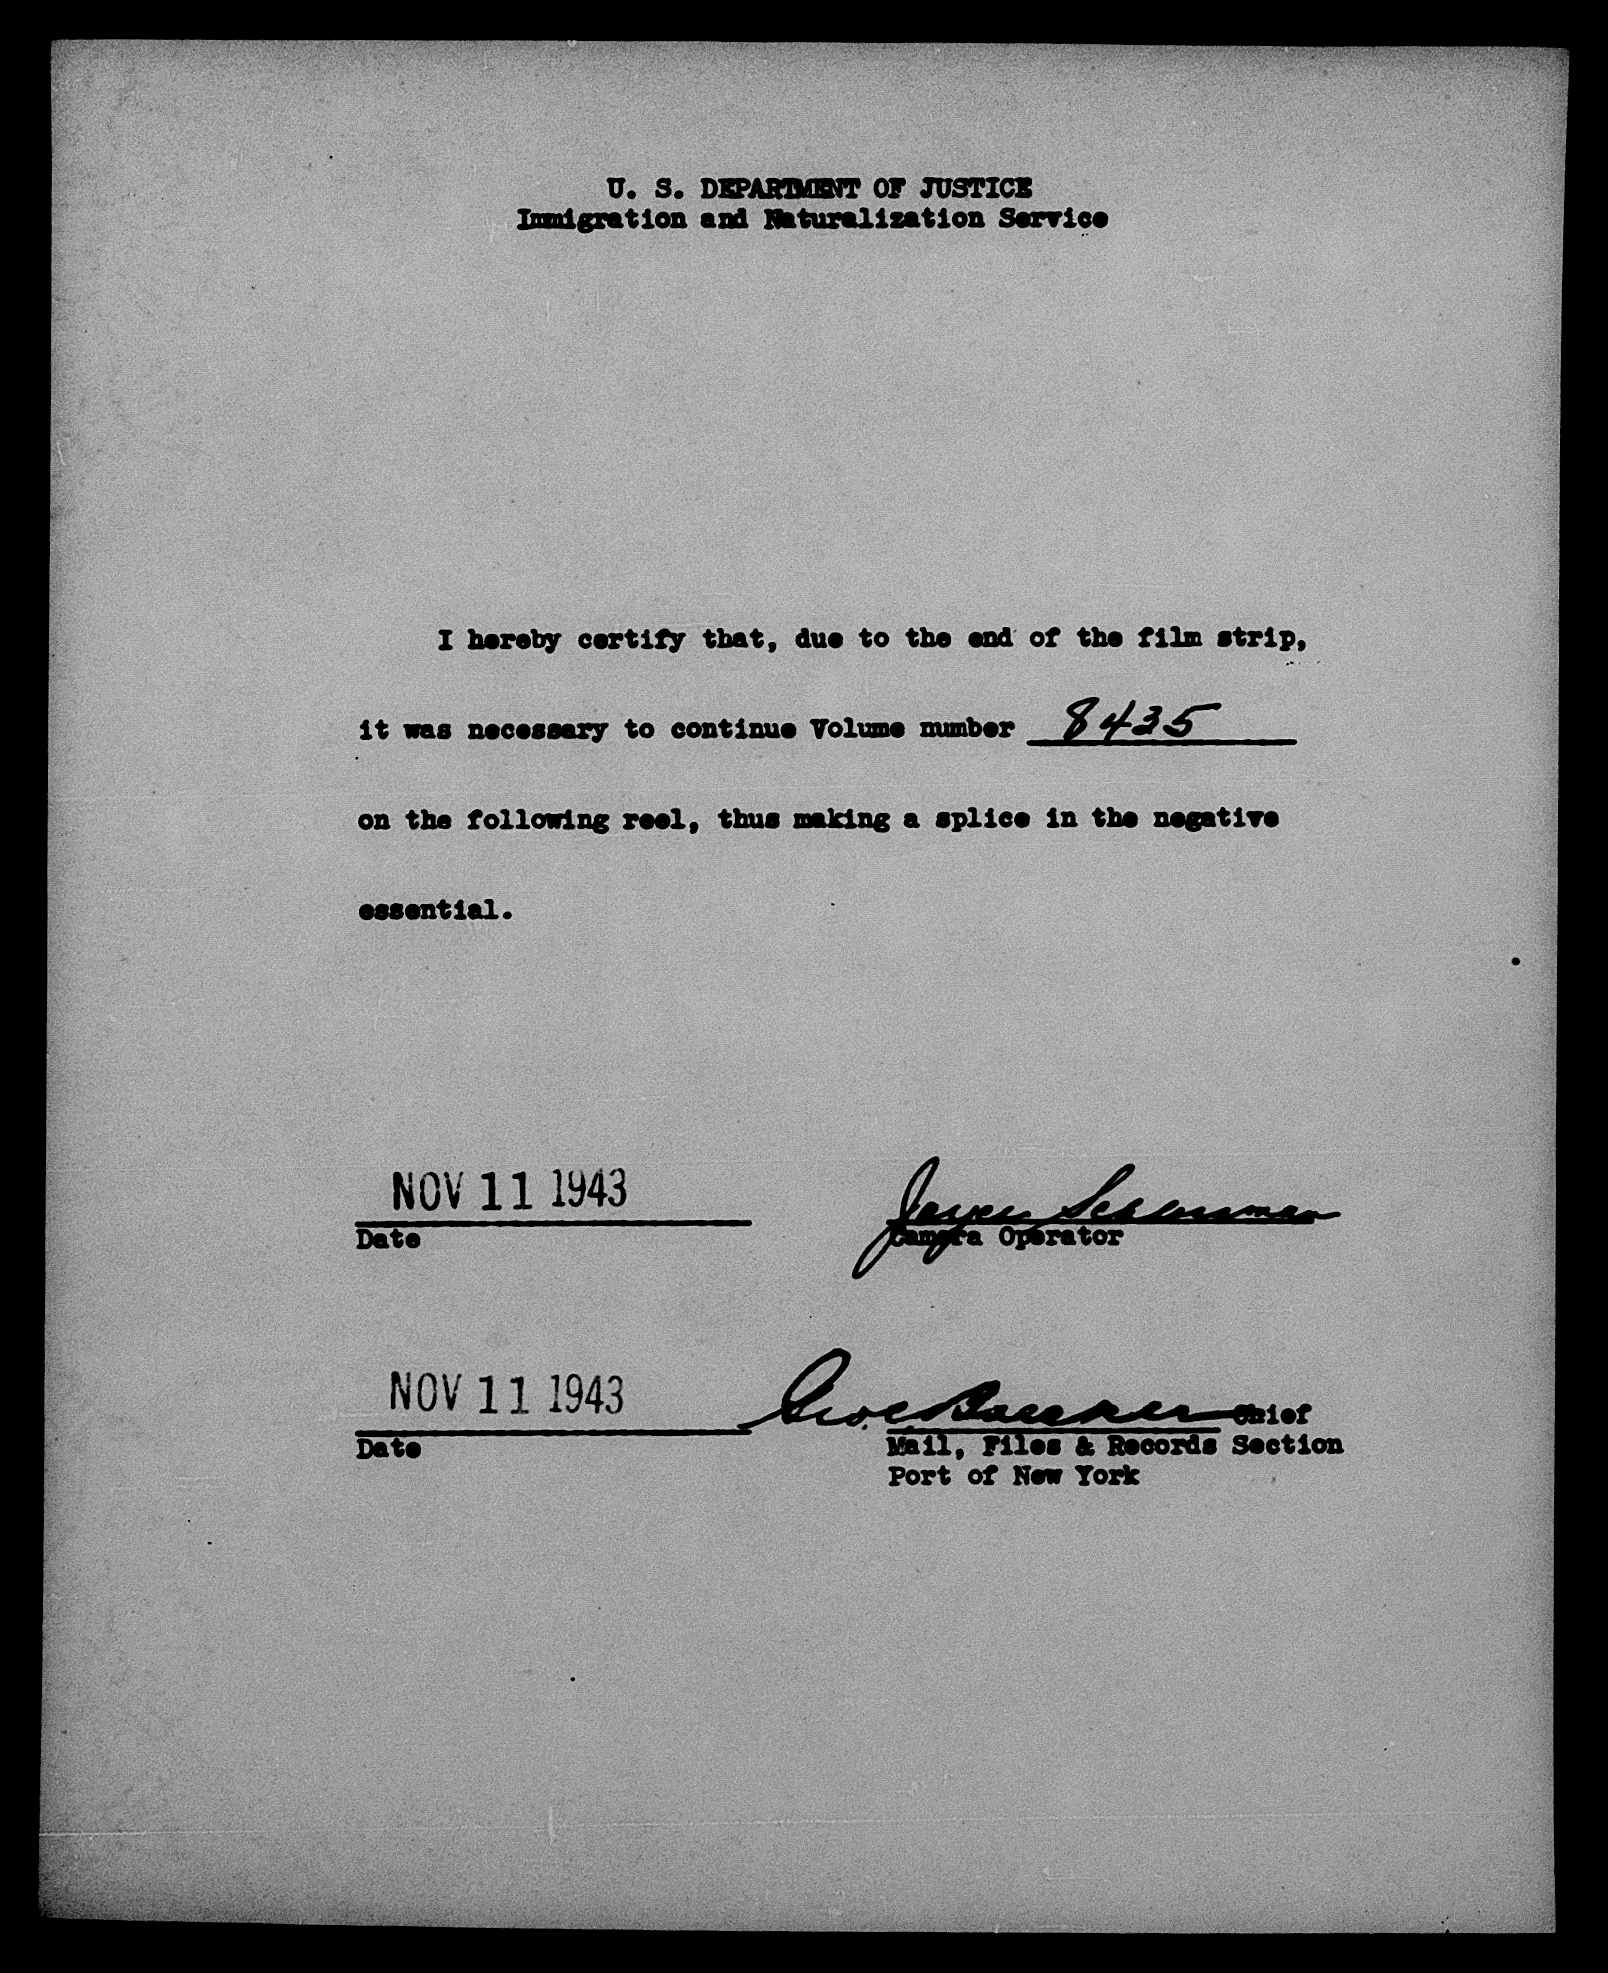 U. S. DEPARTMENT OF JUSTICE
Immigration and Naturalization Service
I hereby certify that, due to the end of the film strip,
it was necessary to continue Volume number 8435
on the following reel, thus making a splice in the negative
essential.
NOV 11 1943
Date
Camera Operator
NOV 11 1943
Chief
Date
Mail, Files & Records Section
Port of New York